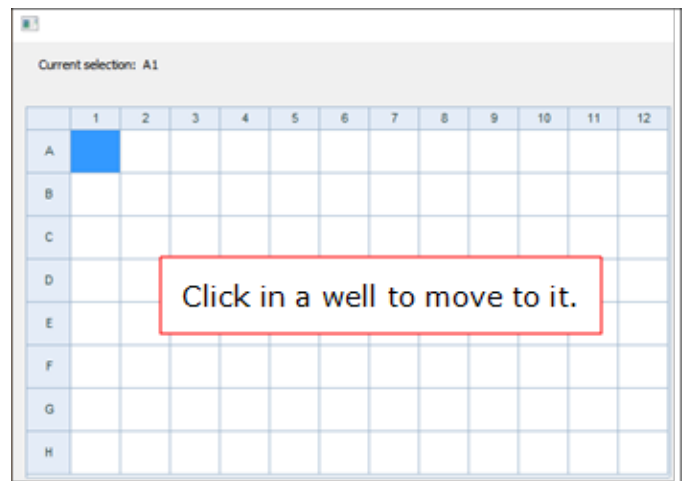 Current selection: A1
1 2 3 4 5 6 7 8 9 10 11 12
A
B
C
D
Click in a well to move to it.
E
F
G
H